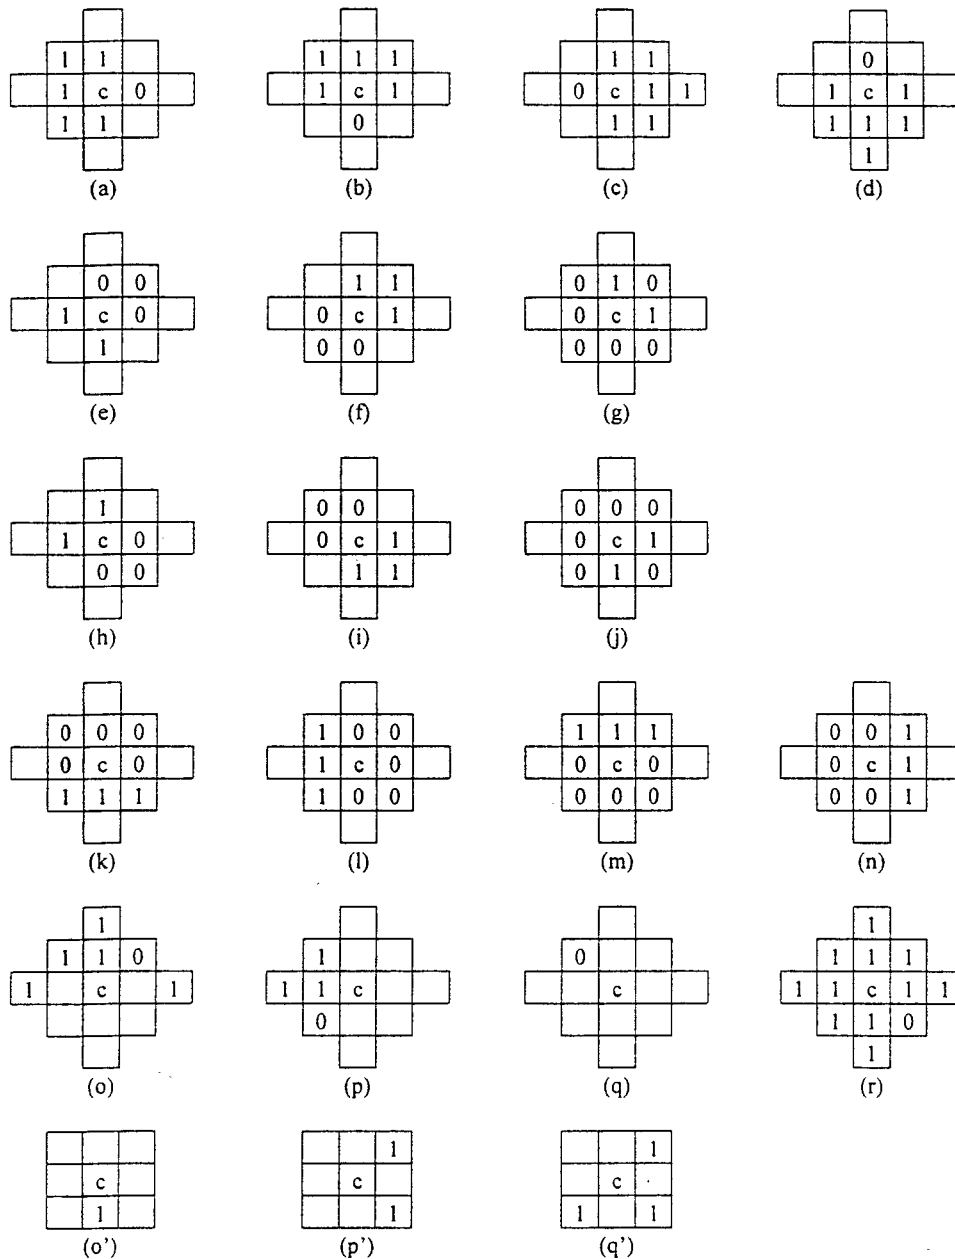 1 1 1 1 1 1 1 0
1 c 0 1 c 1 0 c 1 1 1 c 1
1 1 0 1 1 1 1 1
1
(a) (b) (c) (d)
0 0 1 1 0 1 0
1 c 0 0 c 1 0 c 1
1 0 0 0 0 0
(e) (f) (g)
1 0 0 0 0 0
1 c 0 0 c 1 0 c 1
0 0 1 1 0 1 0
(h) (i) (j)
0 0 0 1 0 0 1 1 1 0 0 1
0 c 0 1 c 0 0 c 0 0 c 1
1 1 1 1 0 0 0 0 0 0 0 1
(k) (l) (m) (n)
1 1
1 1 0 1 0 1 1 1
1 c 1 1 1 c c 1 1 c 1 1
0 1 1 0
1
(o) (p) (q) (r)
1 1
c c c
1 1 1 1
(o') (p') (q')